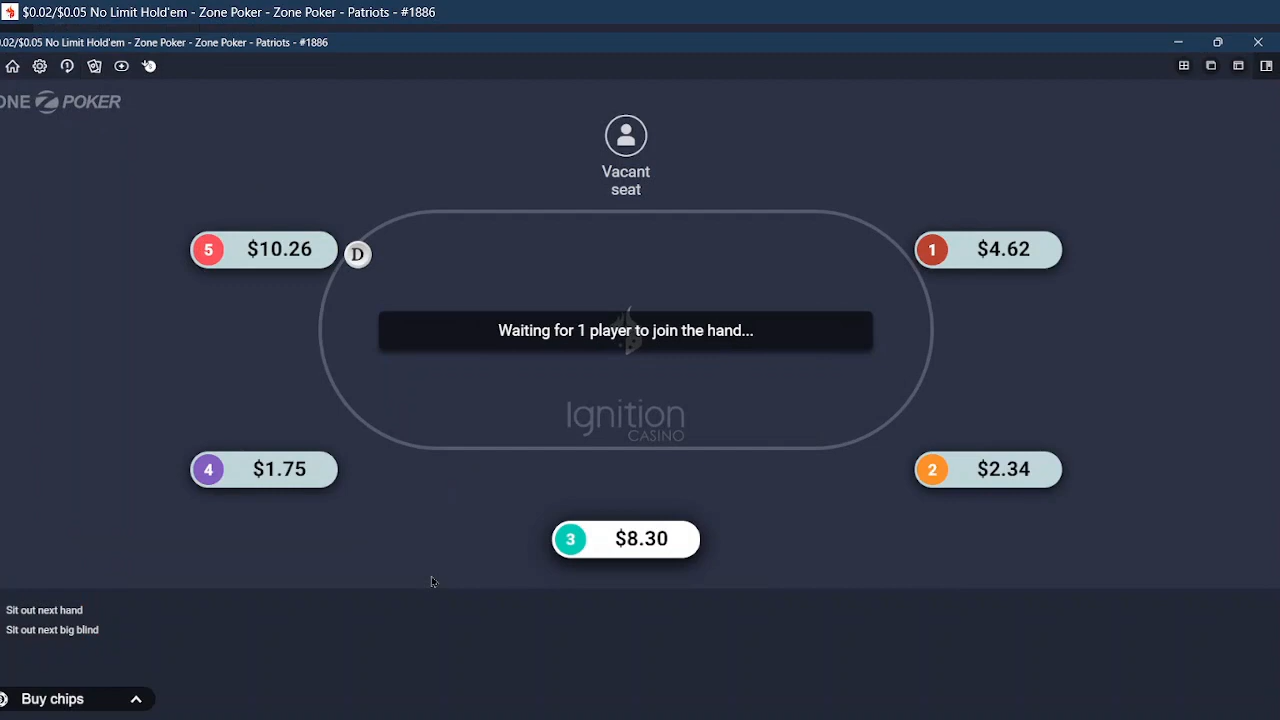 $0.02/$0.05 No Limit Hold'em - Zone Poker - Zone Poker - Patriots - #1886
.02/$0.05 No Limit Hold'em - Zone Poker - Zone Poker - Patriots - #1886
ONE Z POKER
Vacant
seat
5 $10.26 D
1 $4.62
Waiting for 1 player to join the hand...
Ignition
CASINO
4 $1.75
2 $2.34
3 $8.30
Sit out next hand
Sit out next big blind
Buy chips